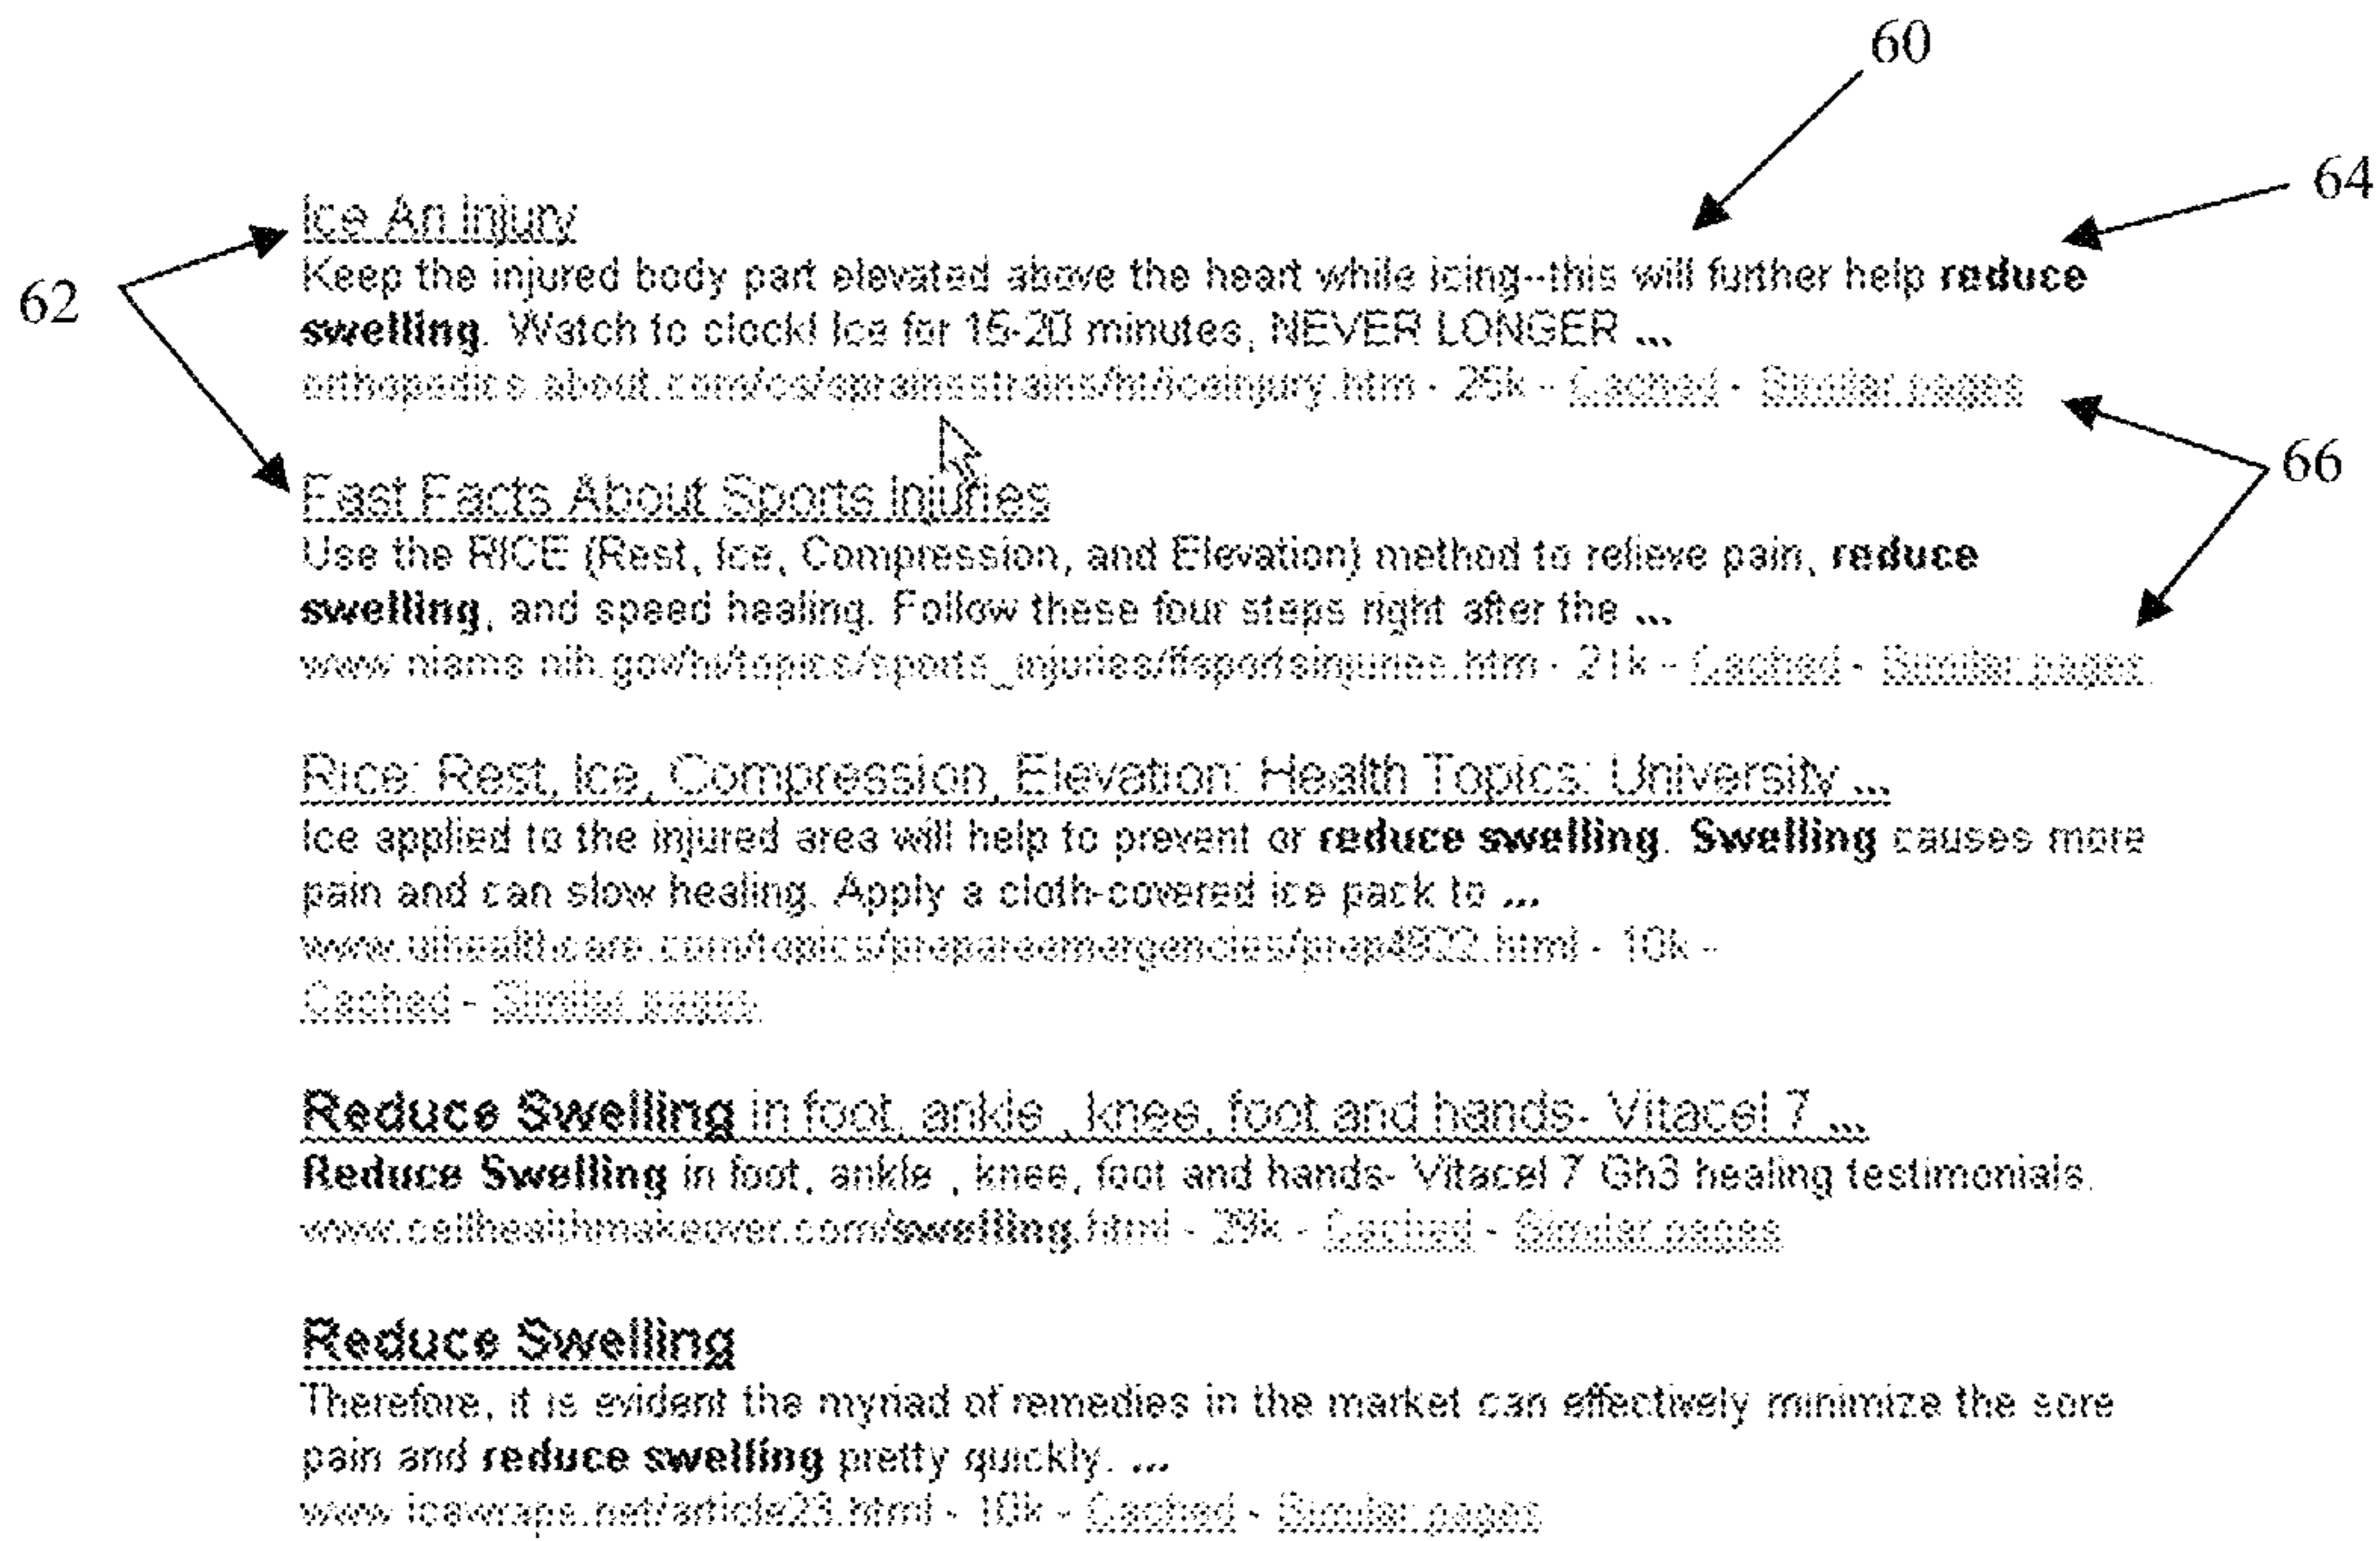 60
64
Ice An Injury
Keep the injured body part elevated above the heart while icing--this will further help reduce
62
swelling. Watch to clock! Ice for 15-20 minutes, NEVER LONGER ...
orthopedics.about.com/cs/sprainsstrains/ht/iceinjury.htm - 25k - Cached - Similar pages
66
Fast Facts About Sports Injuries
Use the RICE (Rest, Ice, Compression, and Elevation) method to relieve pain, reduce
swelling, and speed healing. Follow these four steps right after the ...
www.niams.nih.gov/hi/topics/sports_injuries/ffsportsinjuries.htm - 21k - Cached - Similar pages
Rice: Rest, Ice, Compression, Elevation: Health Topics: University ...
Ice applied to the injured area will help to prevent or reduce swelling. Swelling causes more
pain and can slow healing. Apply a cloth-covered ice pack to ...
www.uihealthcare.com/topics/prepareemergencies/prep4922.html - 10k -
Cached - Similar pages
Reduce Swelling in foot, ankle , knee, foot and hands- Vitacel 7 ...
Reduce Swelling in foot, ankle , knee, foot and hands- Vitacel 7 Gh3 healing testimonials.
www.cellhealthmakeover.com/swelling.html - 29k - Cached - Similar pages
Reduce Swelling
Therefore, it is evident the myriad of remedies in the market can effectively minimize the sore
pain and reduce swelling pretty quickly. ...
www.icewraps.net/article23.html - 10k - Cached - Similar pages